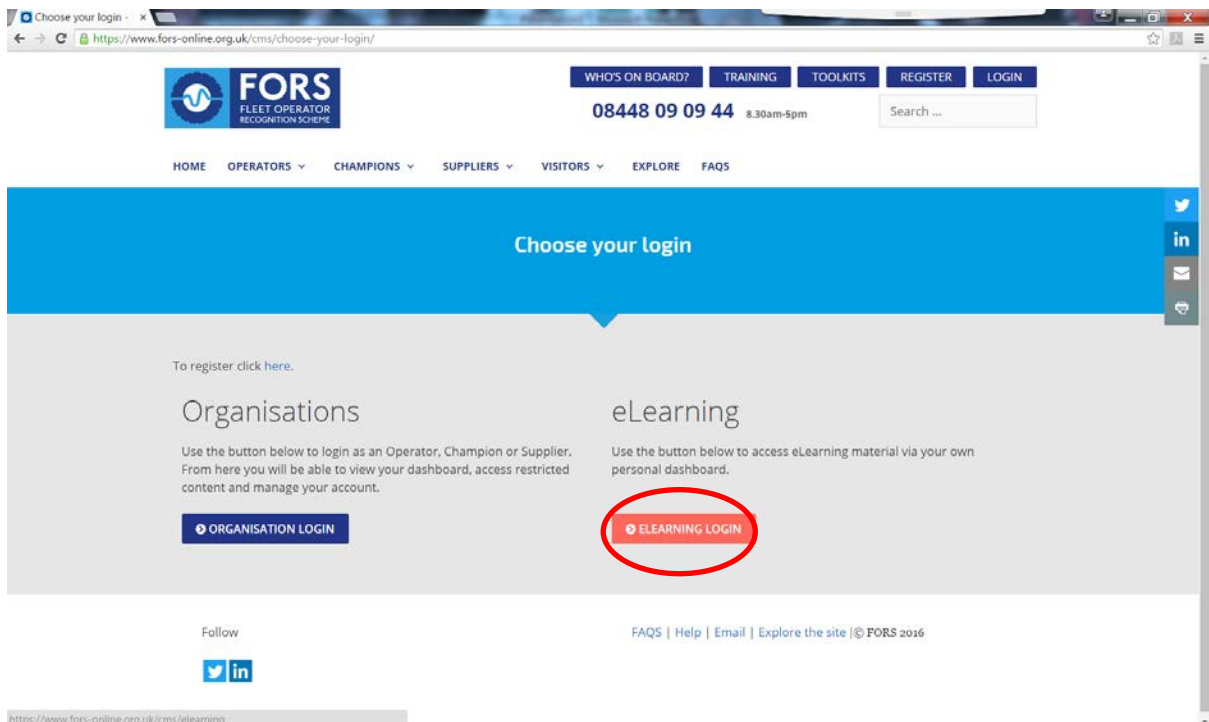 Choose your login -
https://www.fors-online.org.uk/cms/choose-your-login/
FORS
FLEET OPERATOR
RECOGNITION SCHEME
WHO'S ON BOARD? TRAINING TOOLKITS REGISTER LOGIN
08448 09 09 44 8.30am-5pm
Search ...
HOME OPERATORS CHAMPIONS SUPPLIERS VISITORS EXPLORE FAQS
Choose your login
in
To register click here.
Organisations
Use the button below to login as an Operator, Champion or Supplier.
From here you will be able to view your dashboard, access restricted
content and manage your account.
ORGANISATION LOGIN
eLearning
Use the button below to access eLearning material via your own
personal dashboard.
ELEARNING LOGIN
Follow
in
FAQS | Help | Email | Explore the site |© FORS 2016
https://www.fors-online.org.uk/cms/elearning